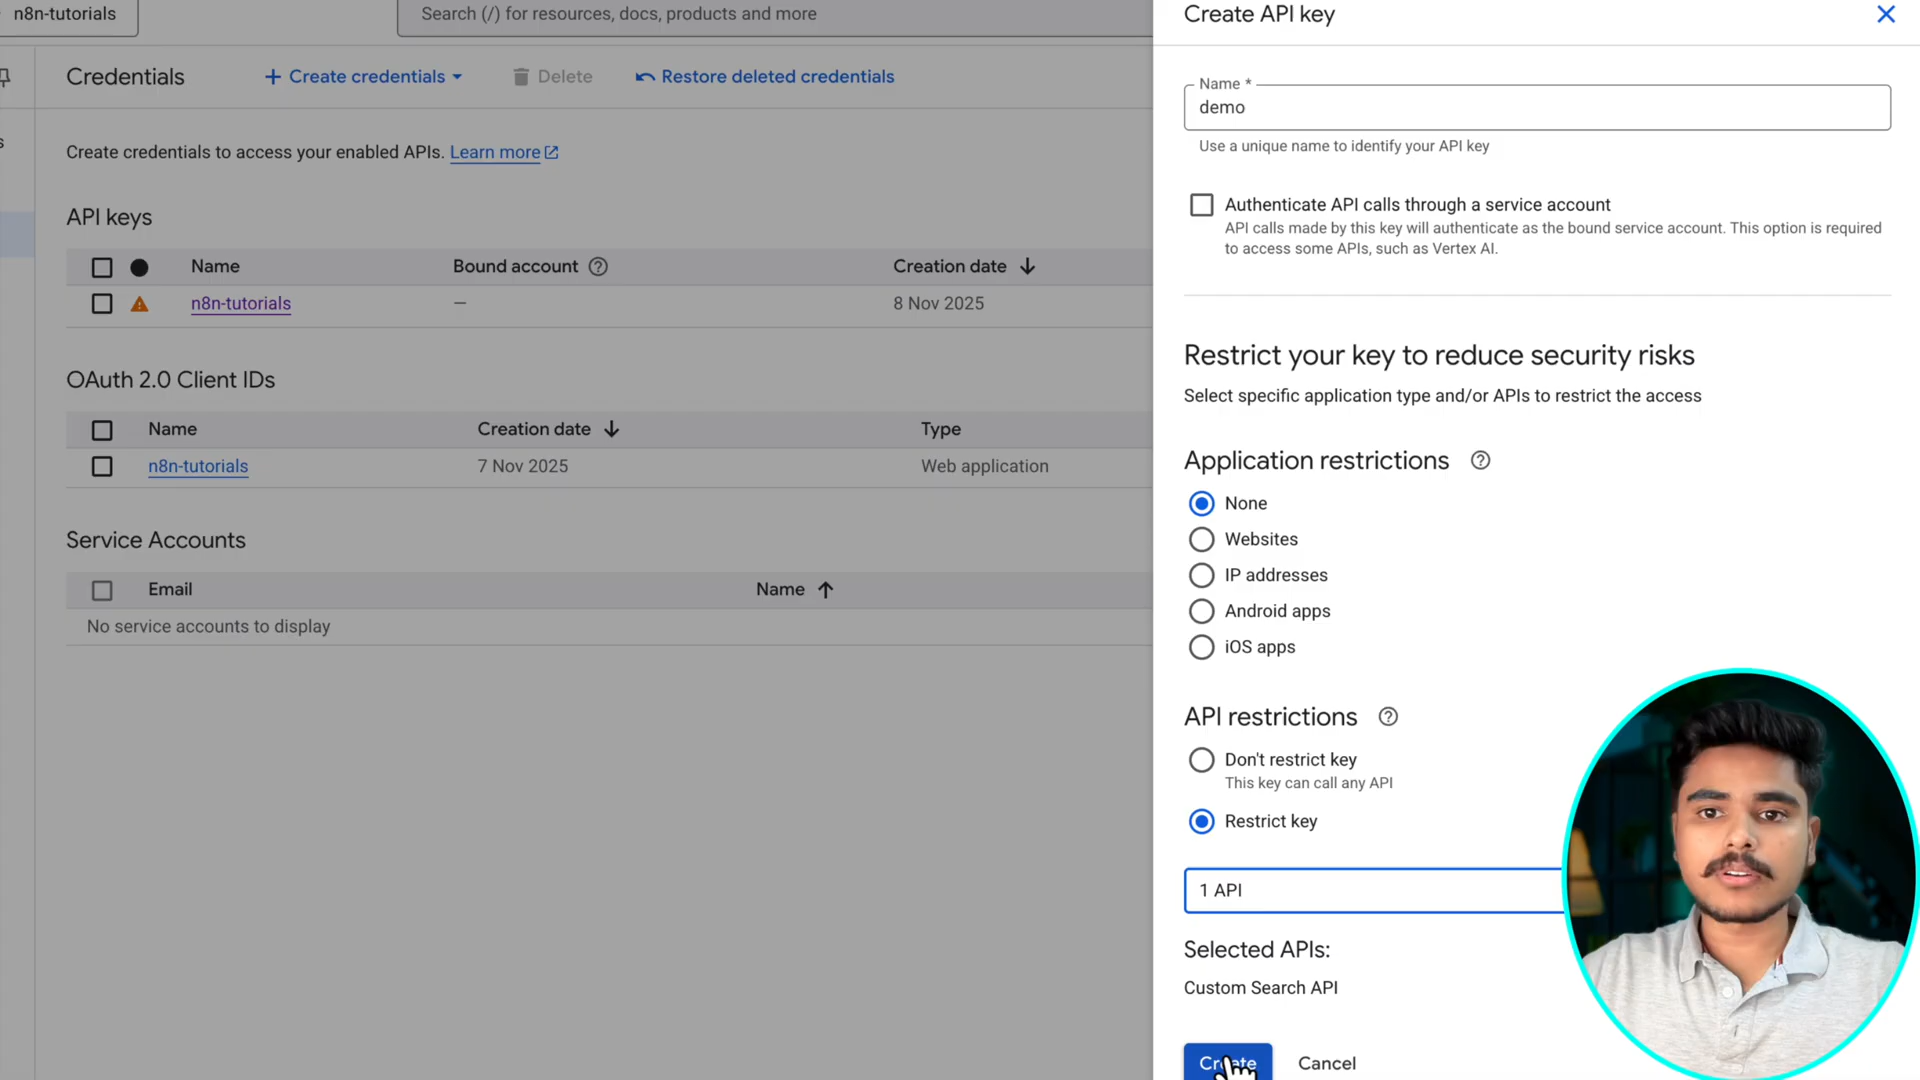 n8n-tutorials
Search (/) for resources, docs, products and more
Credentials
Create credentials
Delete
Restore deleted credentials
Create credentials to access your enabled APIs. Learn more
API keys
Name
Bound account
Creation date
n8n-tutorials
—
8 Nov 2025
OAuth 2.0 Client IDs
Name
Creation date
Type
n8n-tutorials
7 Nov 2025
Web application
Service Accounts
Email
Name
No service accounts to display
Create API key
Name *
demo
Use a unique name to identify your API key
Authenticate API calls through a service account
API calls made by this key will authenticate as the bound service account. This option is required
to access some APIs, such as Vertex AI.
Restrict your key to reduce security risks
Select specific application type and/or APIs to restrict the access
Application restrictions
None
Websites
IP addresses
Android apps
iOS apps
API restrictions
Don't restrict key
This key can call any API
Restrict key
1 API
Selected APIs:
Custom Search API
Create
Cancel